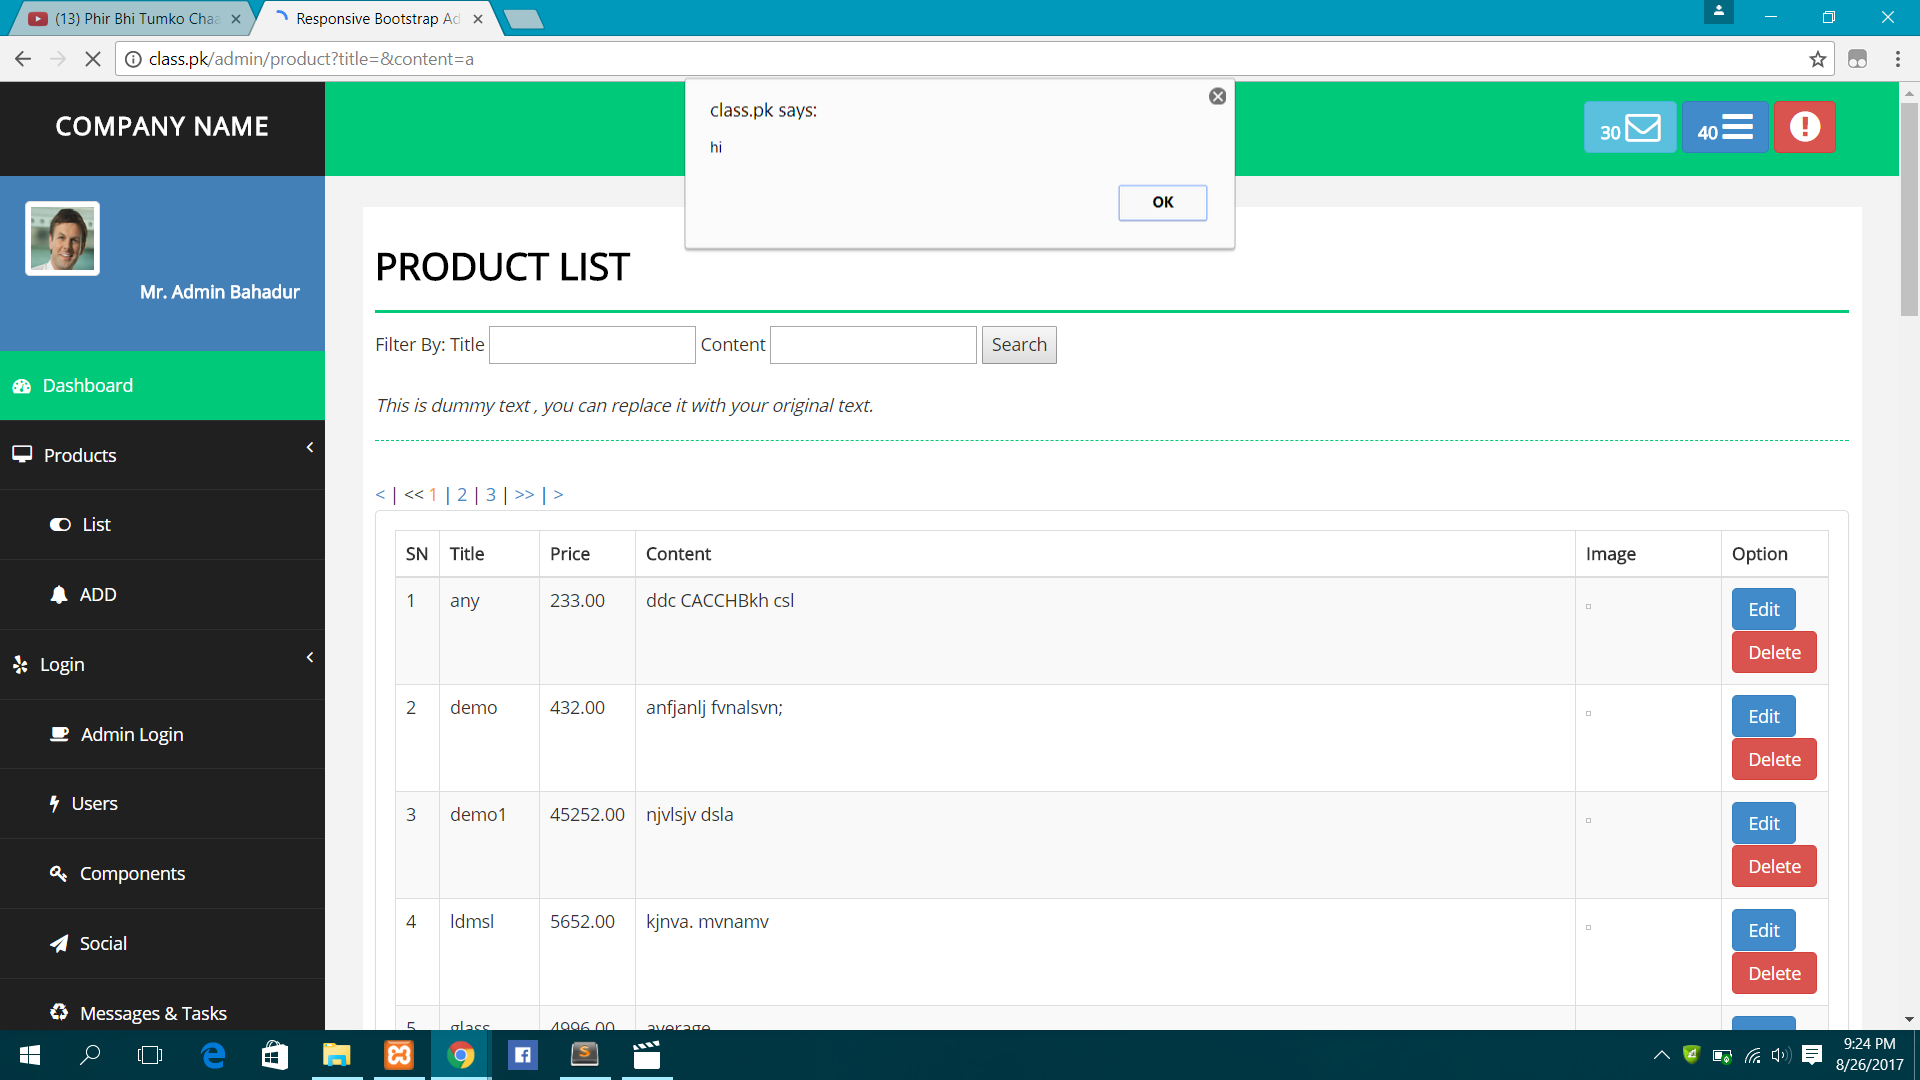 (13) Phir Bhi Tumko Chaa
Responsive Bootstrap Ad
class.pk/admin/product?title=&content=a
COMPANY NAME
class.pk says:
hi
OK
30
40
Mr. Admin Bahadur
PRODUCT LIST
Filter By: Title Content Search
This is dummy text , you can replace it with your original text.
Dashboard
Products
List
ADD
Login
Admin Login
Users
Components
Social
Messages & Tasks
< | << 1 | 2 | 3 | >> | >
SN Title Price Content Image Option
1 any 233.00 ddc CACCHBkh csl Edit
Delete
2 demo 432.00 anfjanlj fvnalsvn; Edit
Delete
3 demo1 45252.00 njvlsjv dsla Edit
Delete
4 ldmsl 5652.00 kjnva. mvnamv Edit
Delete
5 glass 4996.00 average
9:24 PM
8/26/2017